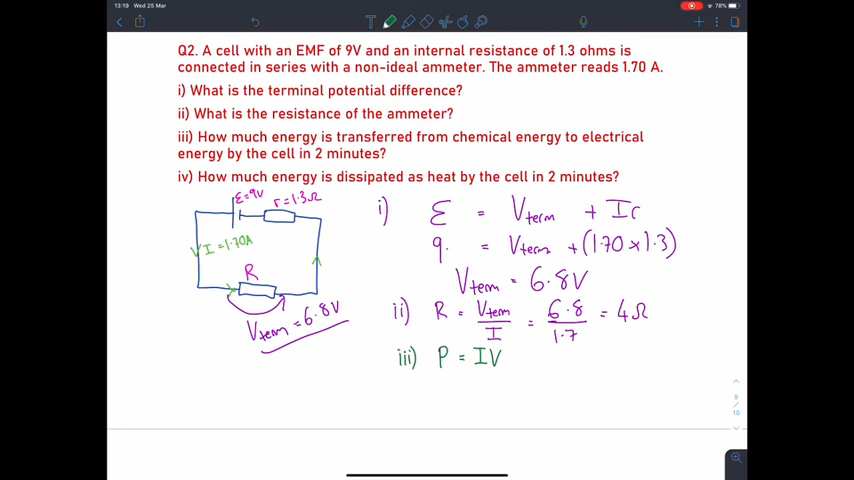 13:19 Wed 25 Mar
78%
Q2. A cell with an EMF of 9V and an internal resistance of 1.3 ohms is
connected in series with a non-ideal ammeter. The ammeter reads 1.70 A.
i) What is the terminal potential difference?
ii) What is the resistance of the ammeter?
iii) How much energy is transferred from chemical energy to electrical
energy by the cell in 2 minutes?
iv) How much energy is dissipated as heat by the cell in 2 minutes?
ε=9V
r=1.3Ω
I=1.70A
R
Vterm = 6.8V
i) ε = Vterm + Ir
9. = Vterm + (1.70 × 1.3)
Vterm = 6.8V
ii) R = Vterm / I = 6.8 / 1.7 = 4Ω
iii) P = IV
9
/
10